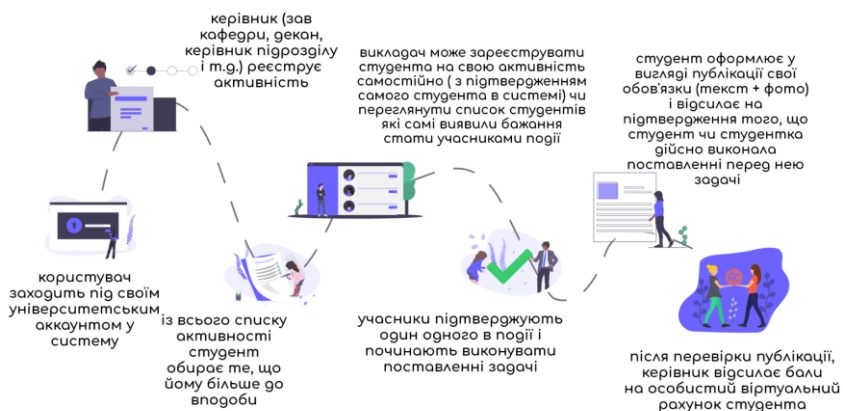 керівник (зав
кафедри, декан,
керівник підрозділу
і т.д.) реєструє
активність
користувач
заходить під своїм
університетським
аккаунтом у
систему
із всього списку
активності
студент
обирає те, що
йому більше до
вподоби
викладач може зареєструвати
студента на свою активність
самостійно ( з підтвердженням
самого студента в системі) чи
переглянути список студентів
які самі виявили бажання
стати учасниками події
учасники підтверджують
один одного в події і
починають виконувати
поставленні задачі
студент оформлює у
вигляді публікації свої
обов'язки (текст + фото)
і відсилає на
підтвердження того, що
студент чи студентка
дійсно виконала
поставленні перед нею
задачі
після перевірки публікації,
керівник відсилає бали
на особистий віртуальний
рахунок студента